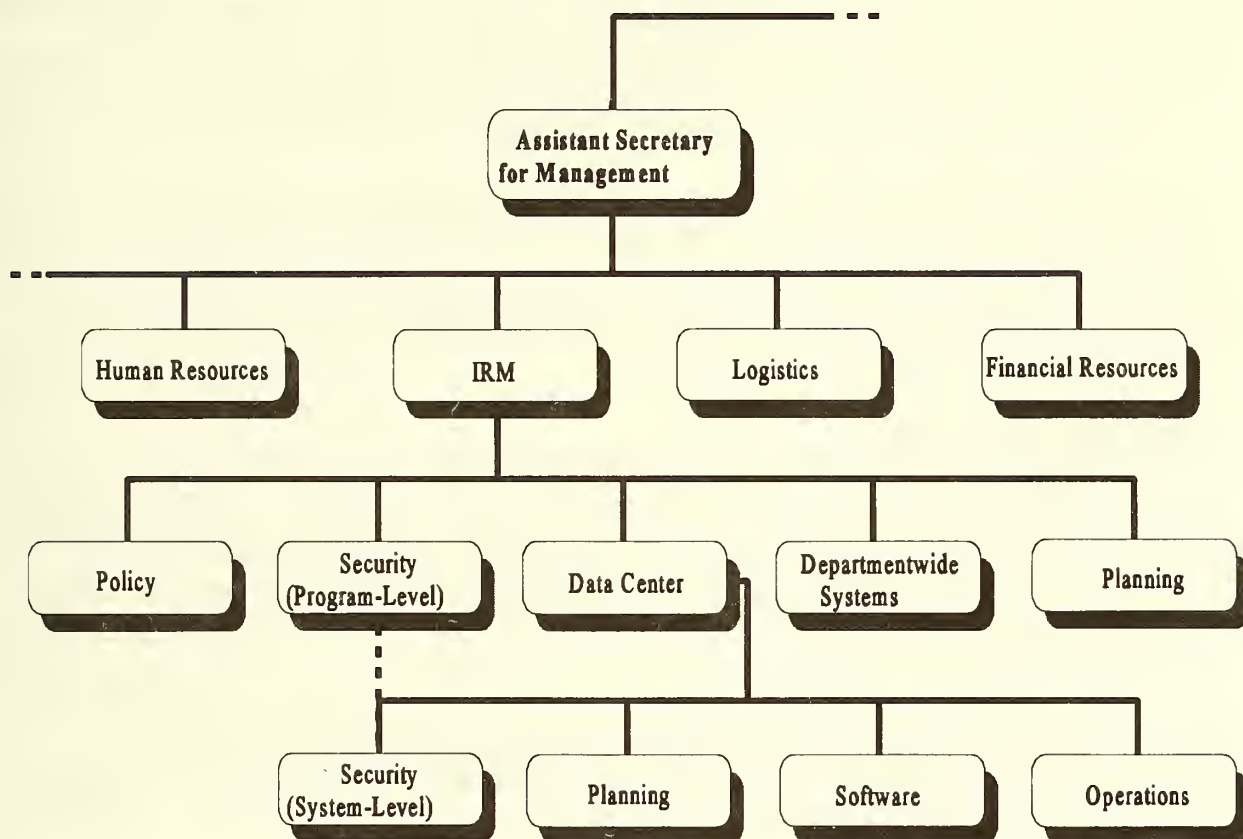 Assistant Secretary
for Management
Human Resources
IRM
Logistics
Financial Resources
Policy
Security
(Program-Level)
Data Center
Departmentwide
Systems
Planning
Security
(System-Level)
Planning
Software
Operations